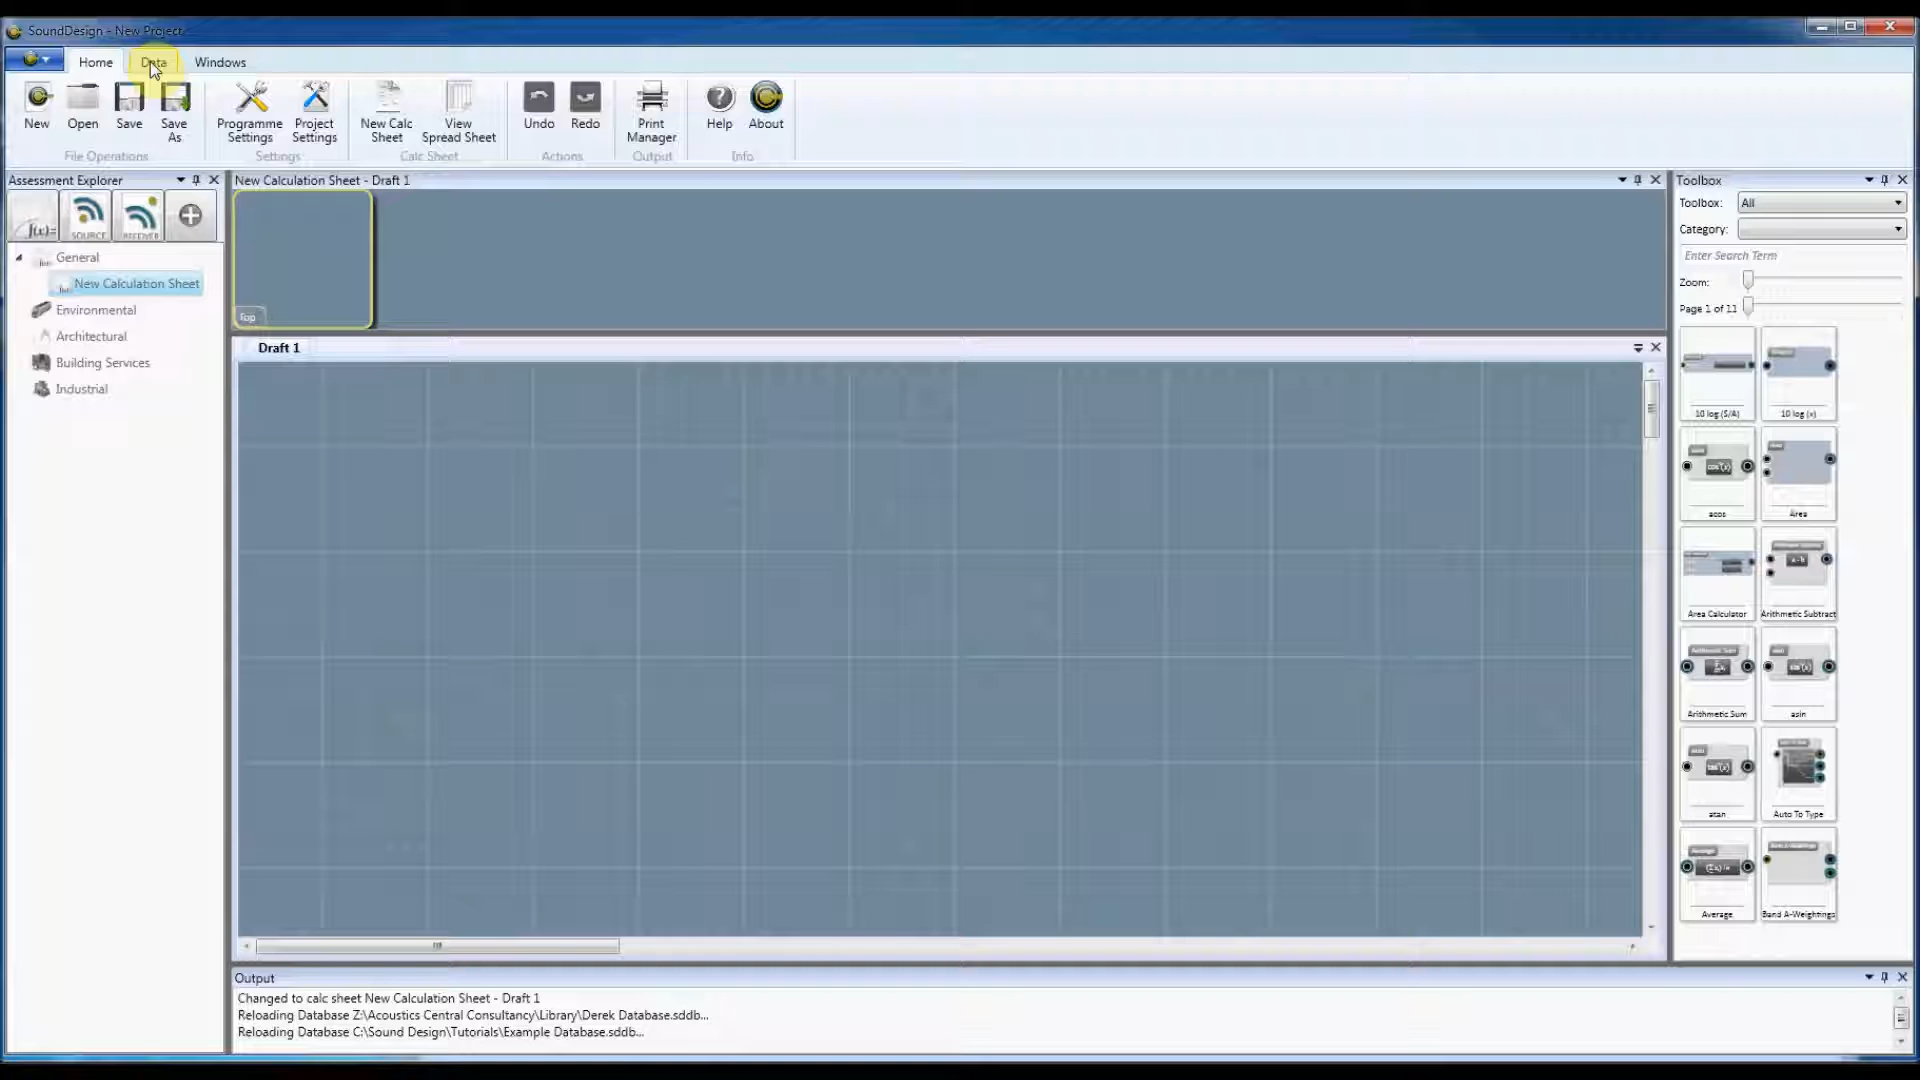 SoundDesign - New Project
Home Data Windows
New Open Save Save As Programme Settings Project Settings New Calc Sheet View Spread Sheet Undo Redo Print Manager Help About
File Operations Settings Calc Sheet Actions Output Info
Assessment Explorer
f(x)= SOURCE RECEIVER
General
New Calculation Sheet
Environmental
Architectural
Building Services
Industrial
New Calculation Sheet - Draft 1
Top
Draft 1
Toolbox
Toolbox: All
Category:
Enter Search Term
Zoom:
Page 1 of 11
10 log (S/A) 10 log (x)
acos Area
Area Calculator Arithmetic Subtract
Arithmetic Sum asin
atan Auto To Type
Average Band A-Weightings
Output
Changed to calc sheet New Calculation Sheet - Draft 1
Reloading Database Z:\Acoustics Central Consultancy\Library\Derek Database.sddb...
Reloading Database C:\Sound Design\Tutorials\Example Database.sddb...